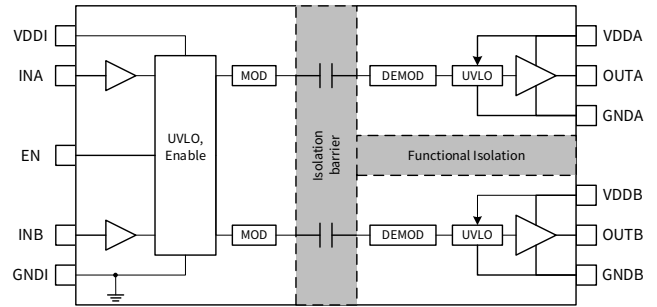 VDDI
VDDA
INA
MOD
DEMOD
UVLO
OUTA
GNDA
EN
UVLO,
Enable
Isolation
barrier
Functional Isolation
VDDB
INB
MOD
DEMOD
UVLO
OUTB
GNDI
GNDB